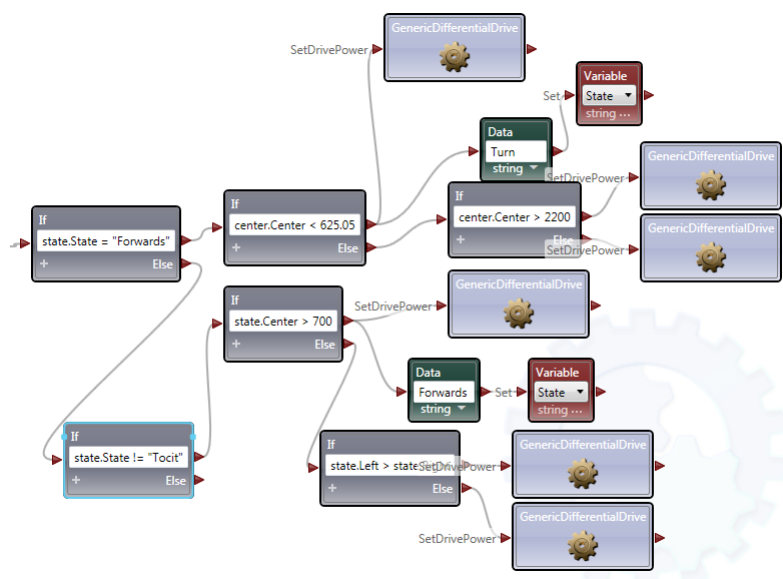 GenericDifferentialDrive
SetDrivePower
Variable
Set
State
string ...
Data
Turn
string
GenericDifferentialDrive
SetDrivePower
If
state.State = "Forwards"
Else
If
center.Center < 625.05
Else
If
center.Center > 2200
Else
GenericDifferentialDrive
SetDrivePower
If
state.Center > 700
Else
GenericDifferentialDrive
SetDrivePower
Data
Forwards
string
Set
Variable
State
string ...
If
state.State != "Tocit"
Else
If
state.Left > state
Else
GenericDifferentialDrive
SetDrivePower
GenericDifferentialDrive
SetDrivePower